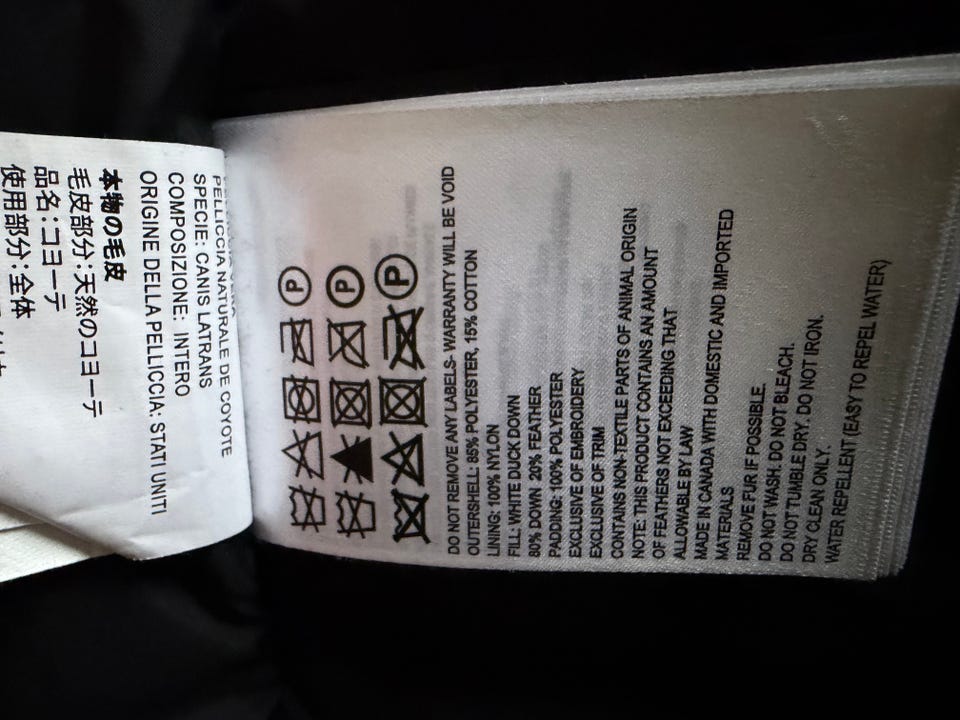 PELLICCIA NATURALE DE COYOTE
SPECIE: CANIS LATRANS
COMPOSIZIONE: INTERO
ORIGINE DELLA PELLICCIA: STATI UNITI
本物の毛皮
毛皮部分:天然のコヨーテ
品名:コヨーテ
使用部分:全体
P
P
P
DO NOT REMOVE ANY LABELS- WARRANTY WILL BE VOID
OUTERSHELL: 85% POLYESTER, 15% COTTON
LINING: 100% NYLON
FILL: WHITE DUCK DOWN
80% DOWN 20% FEATHER
PADDING: 100% POLYESTER
EXCLUSIVE OF EMBROIDERY
EXCLUSIVE OF TRIM
CONTAINS NON-TEXTILE PARTS OF ANIMAL ORIGIN
NOTE: THIS PRODUCT CONTAINS AN AMOUNT
OF FEATHERS NOT EXCEEDING THAT
ALLOWABLE BY LAW
MADE IN CANADA WITH DOMESTIC AND IMPORTED
MATERIALS
REMOVE FUR IF POSSIBLE.
DO NOT WASH. DO NOT BLEACH.
DO NOT TUMBLE DRY. DO NOT IRON.
DRY CLEAN ONLY.
WATER REPELLENT (EASY TO REPEL WATER)